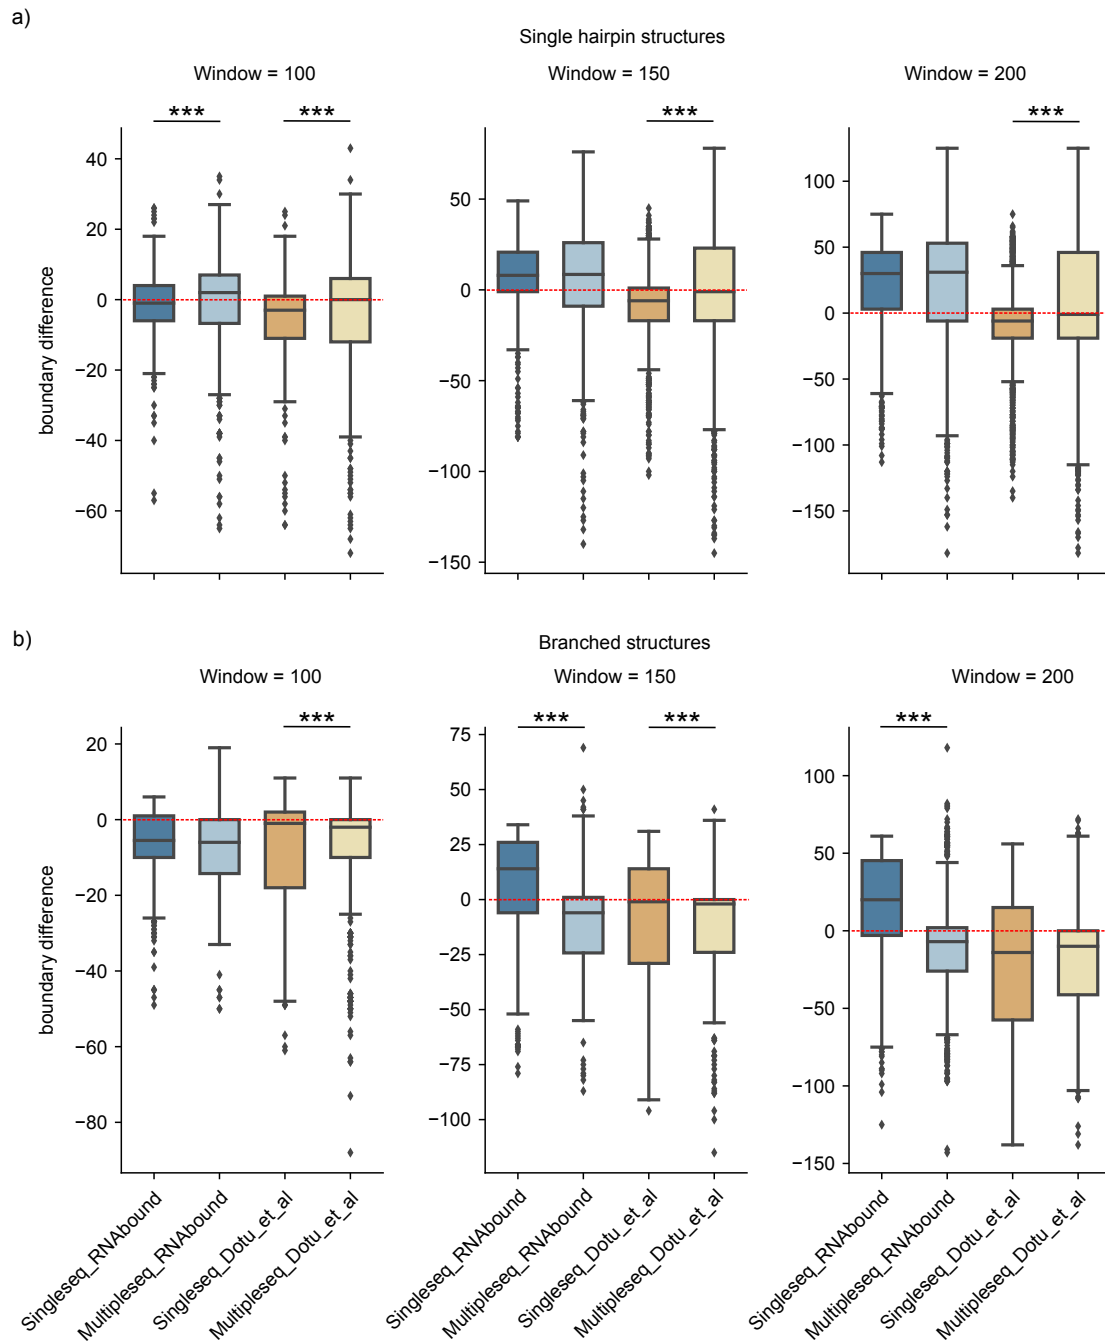 a)
Single hairpin structures
Window = 100
Window = 150
Window = 200
***
***
***
***
boundary difference
40
20
0
−20
−40
−60
50
0
−50
−100
−150
100
50
0
−50
−100
−150
b)
Branched structures
Window = 100
Window = 150
Window = 200
***
***
***
***
boundary difference
20
0
−20
−40
−60
−80
75
50
25
0
−25
−50
−75
−100
100
50
0
−50
−100
−150
Singleseq_RNAbound
Multipleseq_RNAbound
Singleseq_Dotu_et_al
Multipleseq_Dotu_et_al
Singleseq_RNAbound
Multipleseq_RNAbound
Singleseq_Dotu_et_al
Multipleseq_Dotu_et_al
Singleseq_RNAbound
Multipleseq_RNAbound
Singleseq_Dotu_et_al
Multipleseq_Dotu_et_al